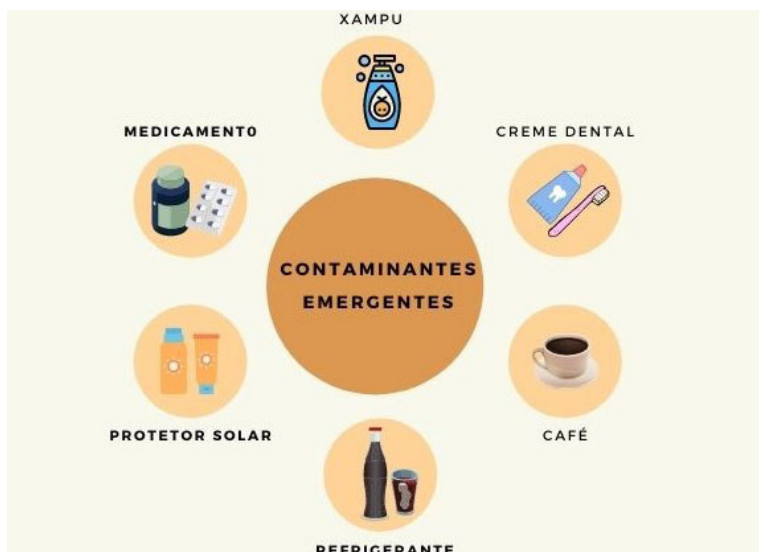 XAMPU
MEDICAMENT0
CREME DENTAL
CONTAMINANTES
EMERGENTES
PROTETOR SOLAR
CAFÉ
REFRIGERANTE